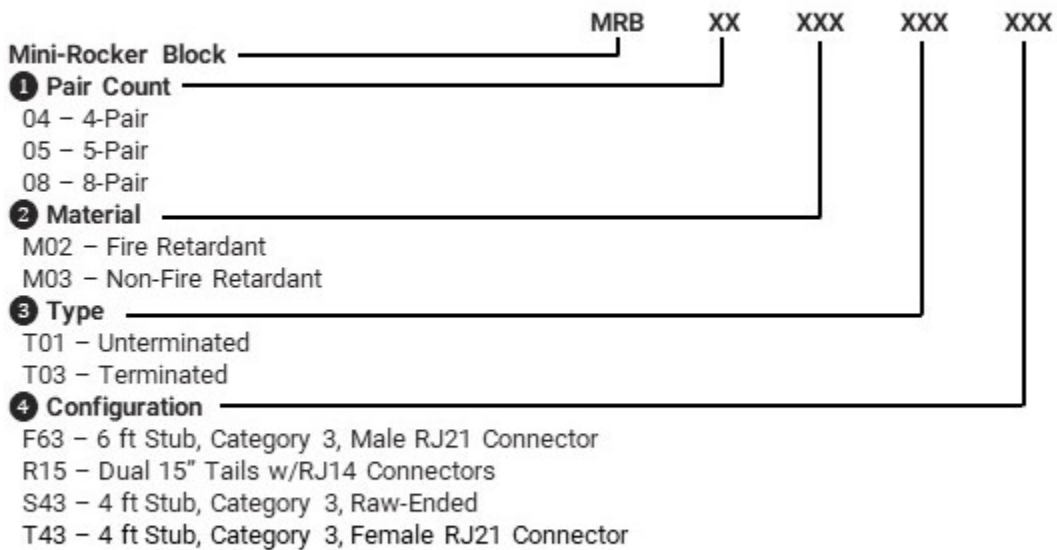 MRB XX XXX XXX XXX
Mini-Rocker Block
1 Pair Count
04 – 4-Pair
05 – 5-Pair
08 – 8-Pair
2 Material
M02 – Fire Retardant
M03 – Non-Fire Retardant
3 Type
T01 – Unterminated
T03 – Terminated
4 Configuration
F63 – 6 ft Stub, Category 3, Male RJ21 Connector
R15 – Dual 15” Tails w/RJ14 Connectors
S43 – 4 ft Stub, Category 3, Raw-Ended
T43 – 4 ft Stub, Category 3, Female RJ21 Connector